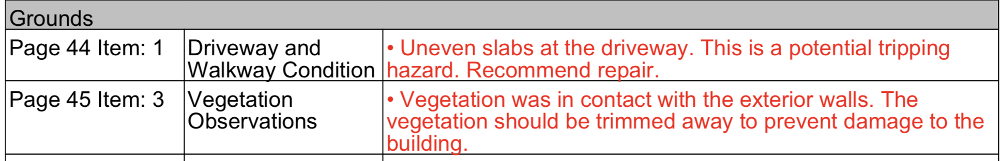 Grounds
Page 44 Item: 1
Driveway and
Walkway Condition
• Uneven slabs at the driveway. This is a potential tripping
hazard. Recommend repair.
Page 45 Item: 3
Vegetation
Observations
• Vegetation was in contact with the exterior walls. The
vegetation should be trimmed away to prevent damage to the
building.